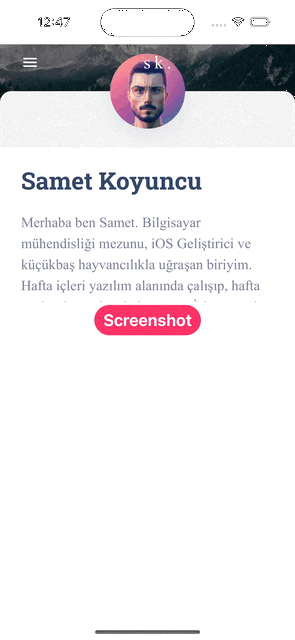 12:47
sk.
Samet Koyuncu
Merhaba ben Samet. Bilgisayar
mühendisliği mezunu, iOS Geliştirici ve
küçükbaş hayvancılıkla uğraşan biriyim.
Hafta içleri yazılım alanında çalışıp, hafta
Screenshot